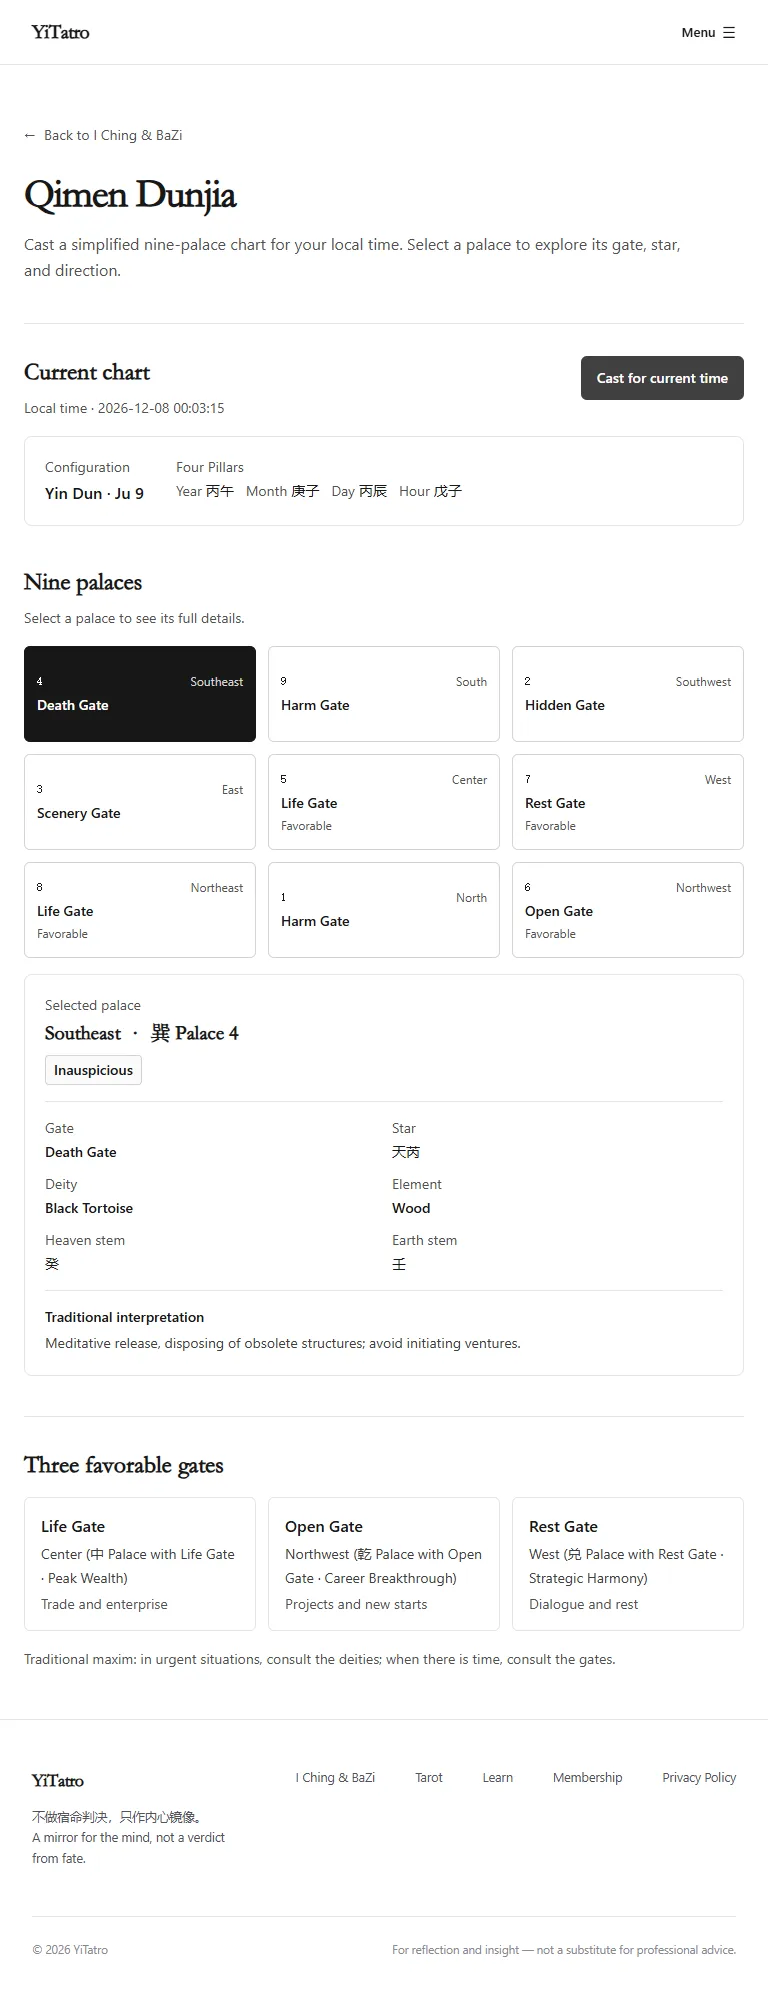 YiTatro
Menu ☰
← Back to I Ching & BaZi
Qimen Dunjia
Cast a simplified nine-palace chart for your local time. Select a palace to explore its gate, star,
and direction.
Current chart
Cast for current time
Local time · 2026-12-08 00:03:15
Configuration
Yin Dun · Ju 9
Four Pillars
Year 丙午 Month 庚子 Day 丙辰 Hour 戊子
Nine palaces
Select a palace to see its full details.
4 Southeast
Death Gate
9 South
Harm Gate
2 Southwest
Hidden Gate
3 East
Scenery Gate
5 Center
Life Gate
Favorable
7 West
Rest Gate
Favorable
8 Northeast
Life Gate
Favorable
1 North
Harm Gate
6 Northwest
Open Gate
Favorable
Selected palace
Southeast · 巽 Palace 4
Inauspicious
Gate
Death Gate
Star
天芮
Deity
Black Tortoise
Element
Wood
Heaven stem
癸
Earth stem
壬
Traditional interpretation
Meditative release, disposing of obsolete structures; avoid initiating ventures.
Three favorable gates
Life Gate
Center (中 Palace with Life Gate
· Peak Wealth)
Trade and enterprise
Open Gate
Northwest (乾 Palace with Open
Gate · Career Breakthrough)
Projects and new starts
Rest Gate
West (兑 Palace with Rest Gate ·
Strategic Harmony)
Dialogue and rest
Traditional maxim: in urgent situations, consult the deities; when there is time, consult the gates.
YiTatro
不做宿命判决，只作内心镜像。
A mirror for the mind, not a verdict
from fate.
I Ching & BaZi
Tarot
Learn
Membership
Privacy Policy
© 2026 YiTatro
For reflection and insight — not a substitute for professional advice.